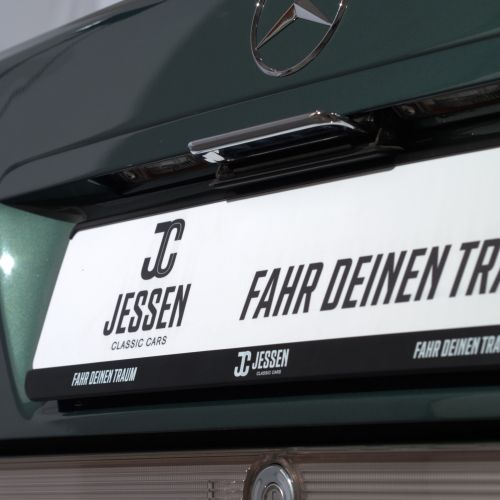 JC
JESSEN
CLASSIC CARS
FAHR DEINEN TRA
FAHR DEINEN TRAUM
JC JESSEN
CLASSIC CARS
FAHR DEINEN TRA